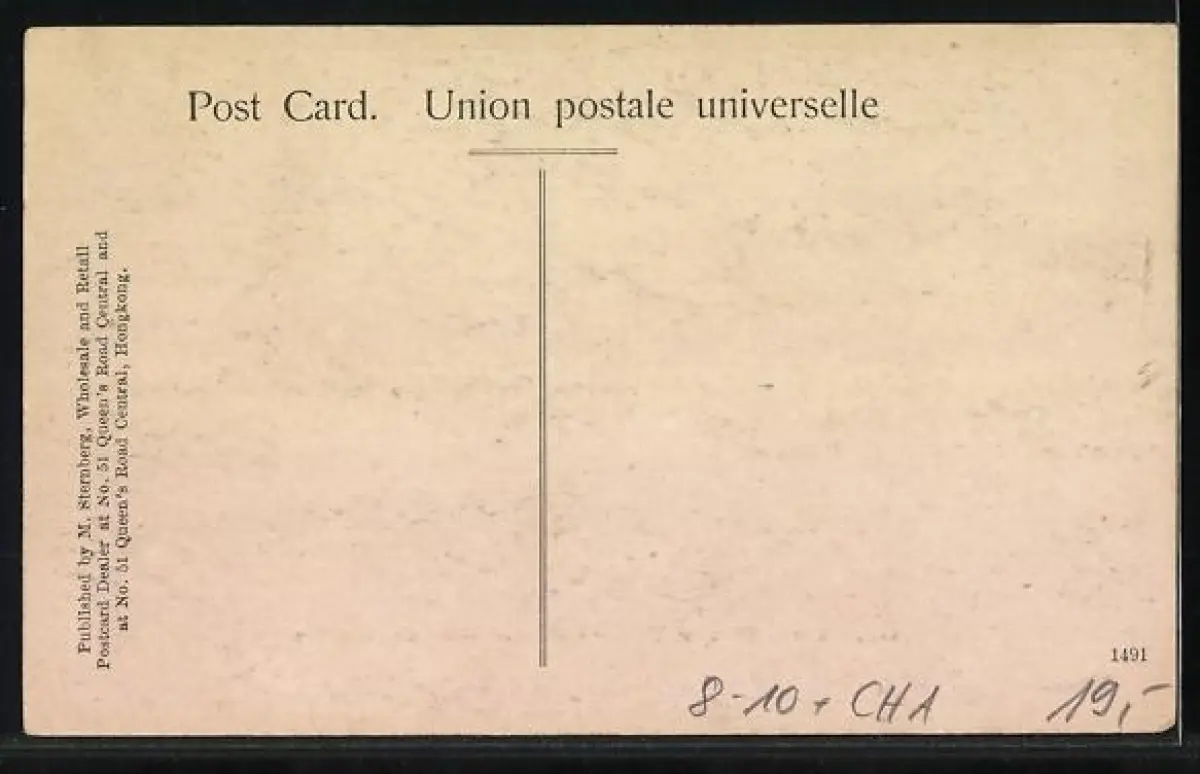 Post Card. Union postale universelle
Published by M. Sternberg, Wholesale and Retail
Postcard Dealer at No. 51 Queen's Road Central and
at No. 51 Queen's Road Central, Hongkong.
1491
8-10 + CHA 19,-